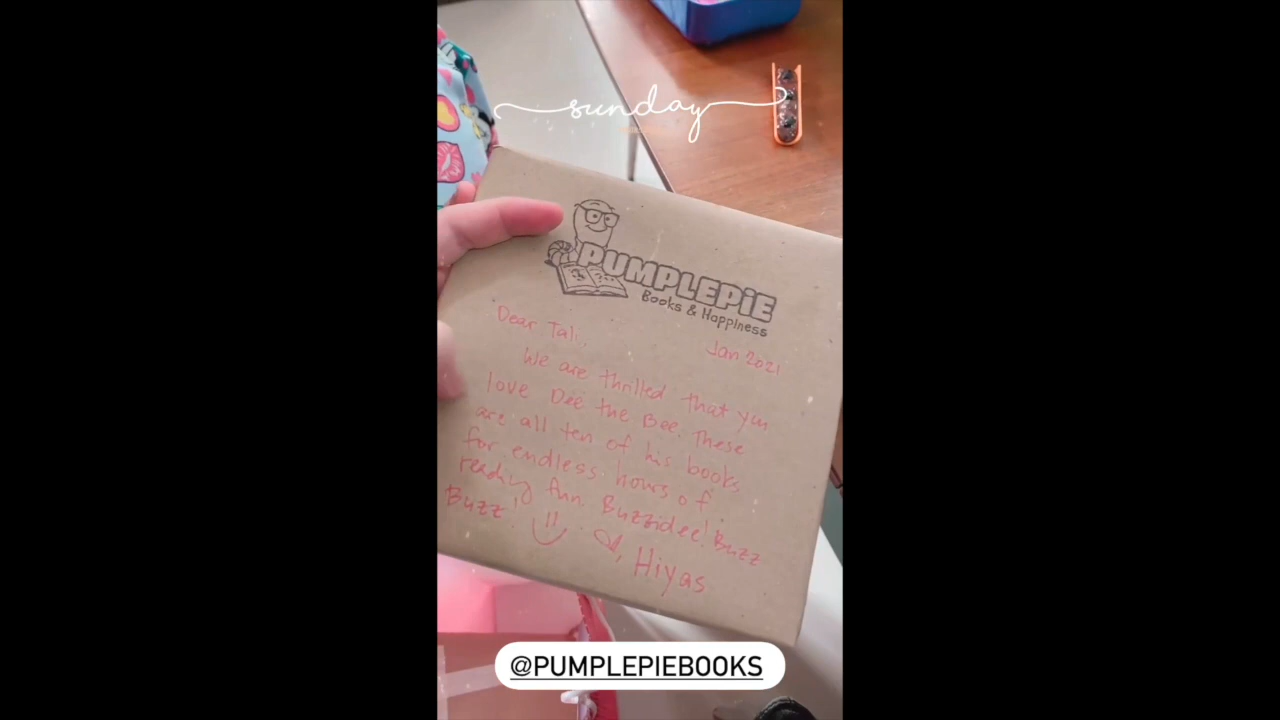 sunday
PUMPLEPiE
Books & Happiness
Dear Tali,
Jan 2021
We are thrilled that you
love Dee the Bee. These
are all ten of his books
for endless hours of
reading fun. Buzzidee! Buzz
Buzz!
Hiyas
@PUMPLEPIEBOOKS